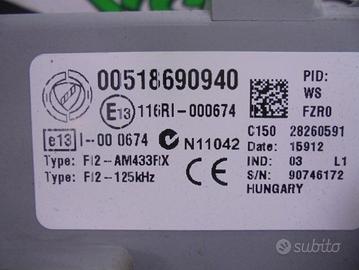 00518690940
PID:
WS
FZR0
E13 116RI-000674
e13 I-00 0674
N11042
C150 28260591
Date: 15912
Type: FI2-AM433RX
IND: 03 L1
Type: FI2-125kHz
CE
S/N: 90746172
HUNGARY
subito